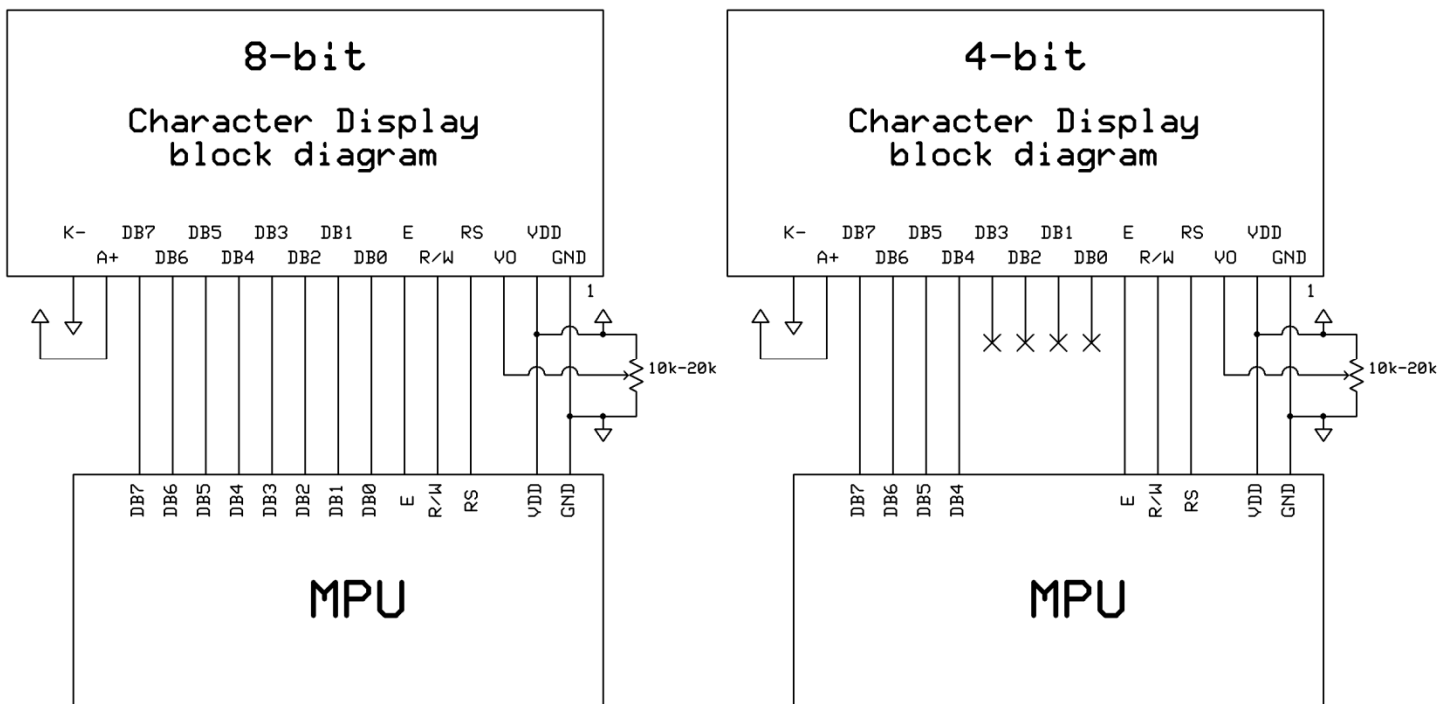 8-bit
Character Display
block diagram
K- DB7 DB5 DB3 DB1 E RS VDD
A+ DB6 DB4 DB2 DB0 R/W VO GND
1
10k-20k
DB7 DB6 DB5 DB4 DB3 DB2 DB1 DB0 E R/W RS VDD GND
MPU
4-bit
Character Display
block diagram
K- DB7 DB5 DB3 DB1 E RS VDD
A+ DB6 DB4 DB2 DB0 R/W VO GND
1
10k-20k
DB7 DB6 DB5 DB4 E R/W RS VDD GND
MPU